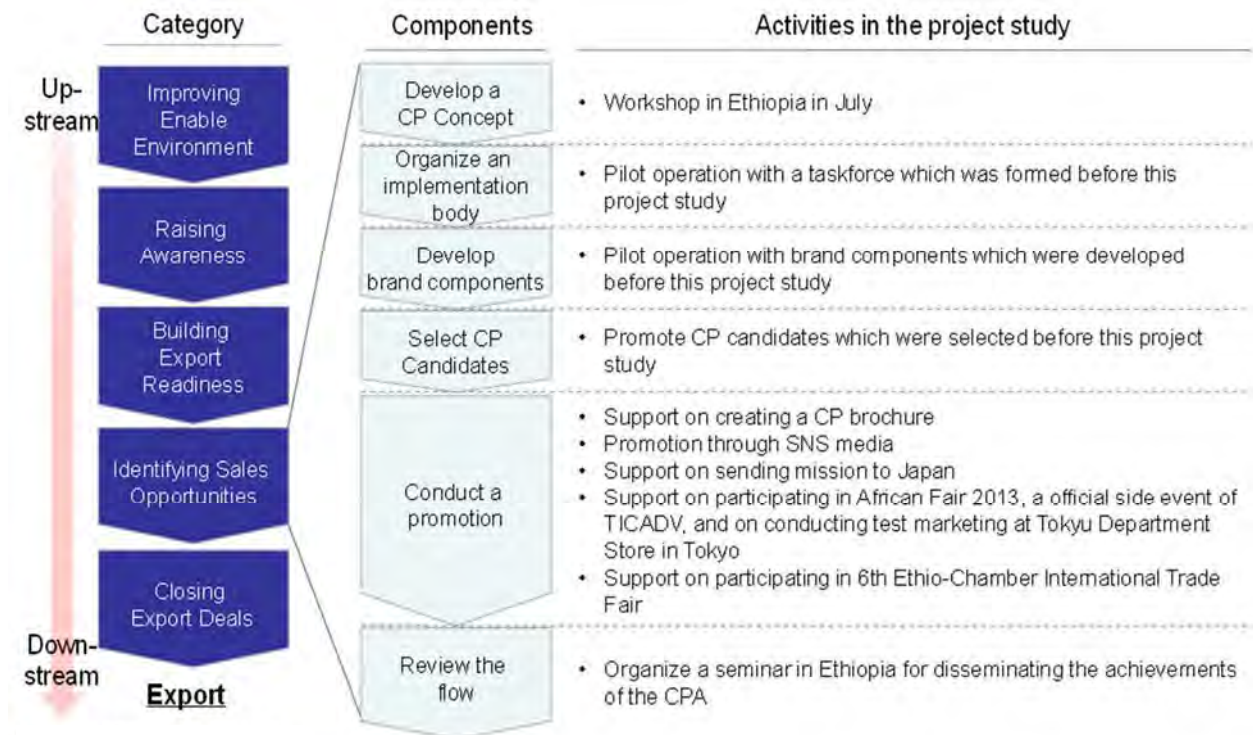 Category
Components
Activities in the project study
Up-
stream
Improving
Enable
Environment
Raising
Awareness
Building
Export
Readiness
Identifying Sales
Opportunities
Closing
Export Deals
Down-
stream
Export
Develop a
CP Concept
• Workshop in Ethiopia in July
Organize an
implementation
body
• Pilot operation with a taskforce which was formed before this
project study
Develop
brand components
• Pilot operation with brand components which were developed
before this project study
Select CP
Candidates
• Promote CP candidates which were selected before this project
study
Conduct a
promotion
• Support on creating a CP brochure
• Promotion through SNS media
• Support on sending mission to Japan
• Support on participating in African Fair 2013, a official side event of
TICADV, and on conducting test marketing at Tokyu Department
Store in Tokyo
• Support on participating in 6th Ethio-Chamber International Trade
Fair
Review the
flow
• Organize a seminar in Ethiopia for disseminating the achievements
of the CPA